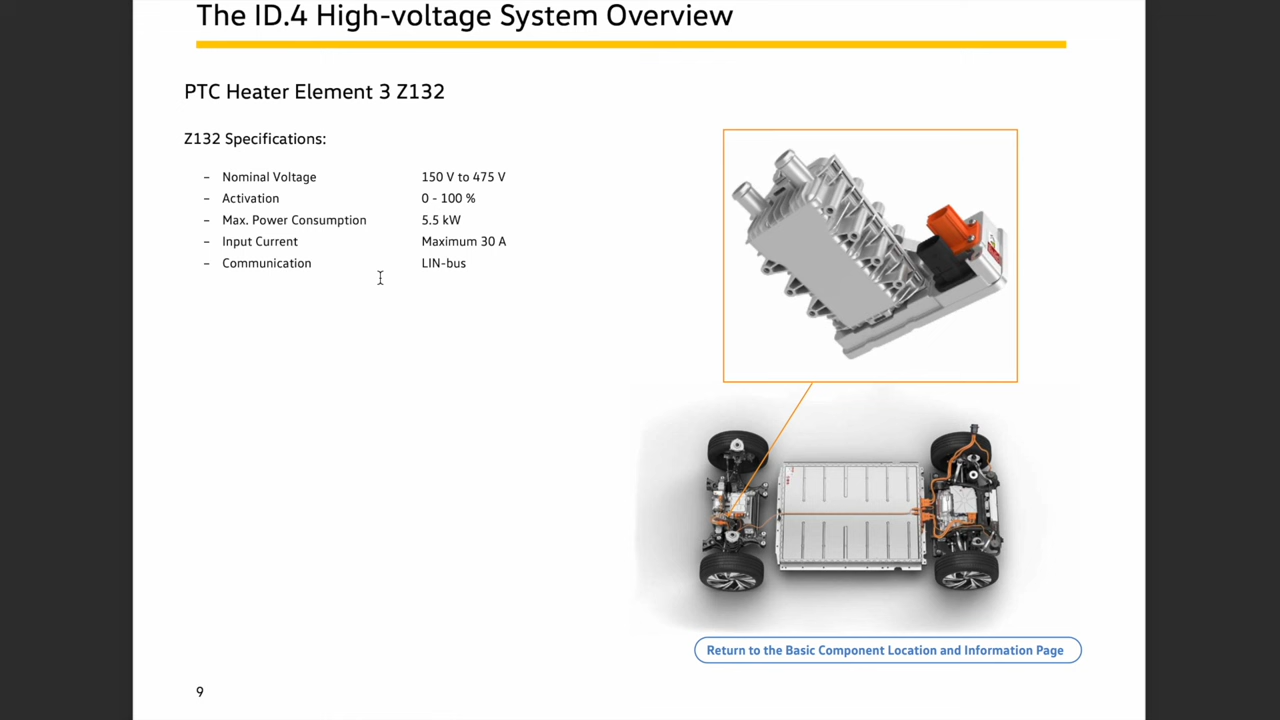 The ID.4 High-voltage System Overview
PTC Heater Element 3 Z132
Z132 Specifications:
– Nominal Voltage 150 V to 475 V
– Activation 0 - 100 %
– Max. Power Consumption 5.5 kW
– Input Current Maximum 30 A
– Communication LIN-bus
Return to the Basic Component Location and Information Page
9